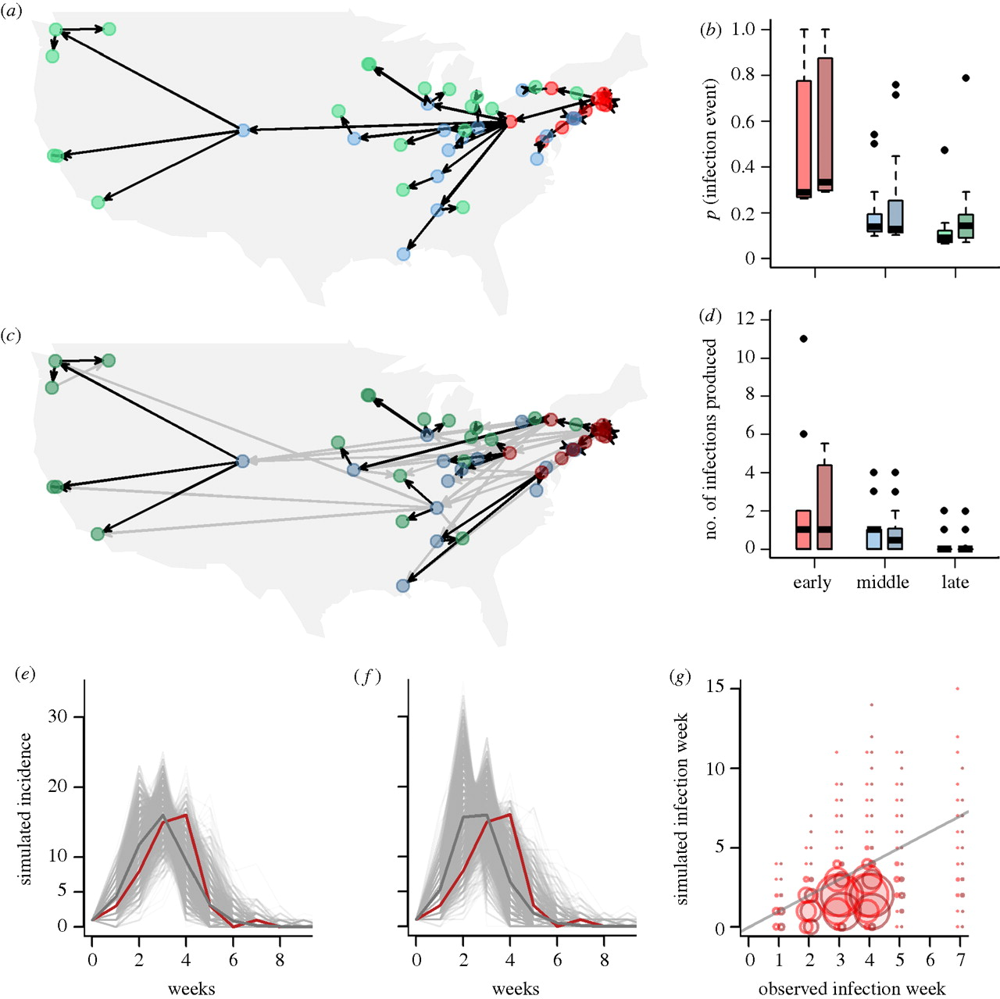 (a)
(b)
1.0
0.8
0.6
0.4
0.2
0
p (infection event)
(c)
(d)
12
10
8
6
4
2
0
no. of infections produced
early middle late
(e)
30
20
10
5
0
simulated incidence
0 2 4 6 8
weeks
(f)
0 2 4 6 8
weeks
(g)
15
10
5
0
simulated infection week
0 1 2 3 4 5 6 7
observed infection week